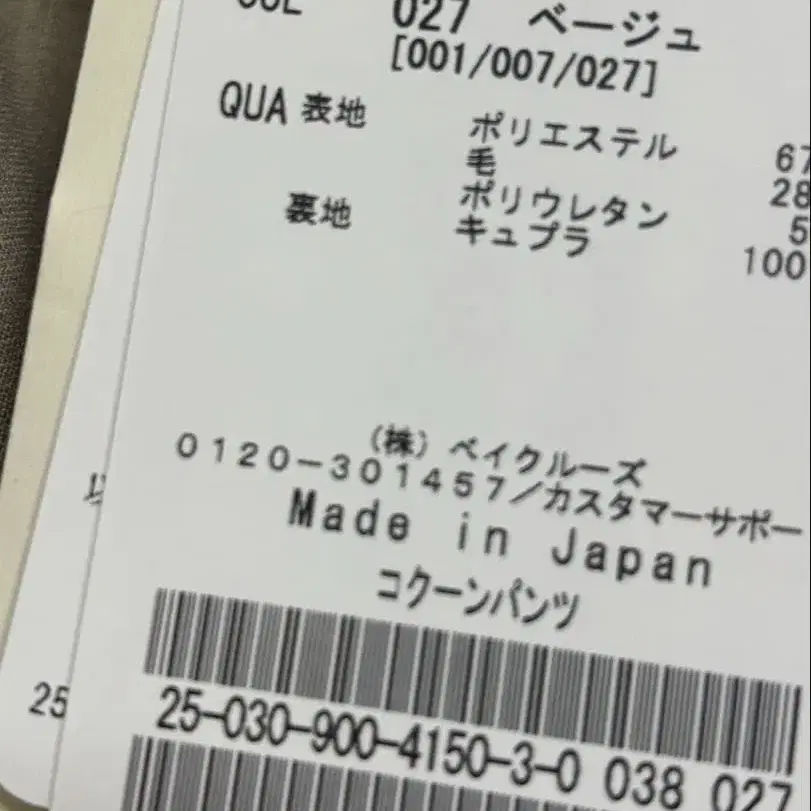 027 ベージュ
[001/007/027]
QUA 表地 ポリエステル 67
毛 28
ポリウレタン 5
裏地 キュプラ 100
(株) ベイクルーズ
0120-301457/カスタマーサポー
Made in Japan
コクーンパンツ
25-030-900-4150-3-0 038 027
25